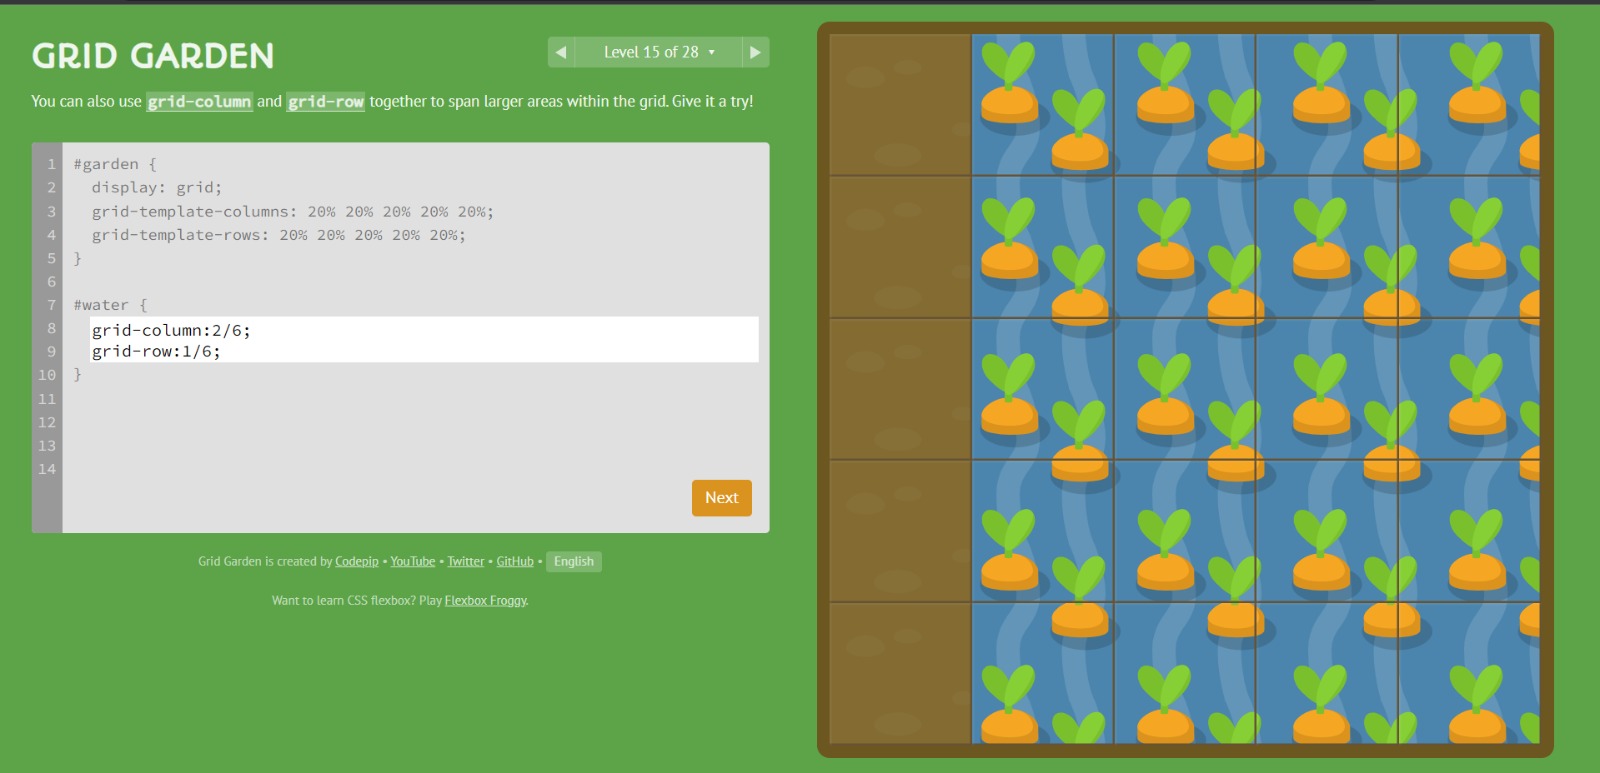 GRID GARDEN
◀ Level 15 of 28 ▾ ▶
You can also use grid-column and grid-row together to span larger areas within the grid. Give it a try!
1 #garden {
2 display: grid;
3 grid-template-columns: 20% 20% 20% 20% 20%;
4 grid-template-rows: 20% 20% 20% 20% 20%;
5 }
6
7 #water {
8 grid-column:2/6;
9 grid-row:1/6;
10 }
11
12
13
14
Next
Grid Garden is created by Codepip • YouTube • Twitter • GitHub • English
Want to learn CSS flexbox? Play Flexbox Froggy.